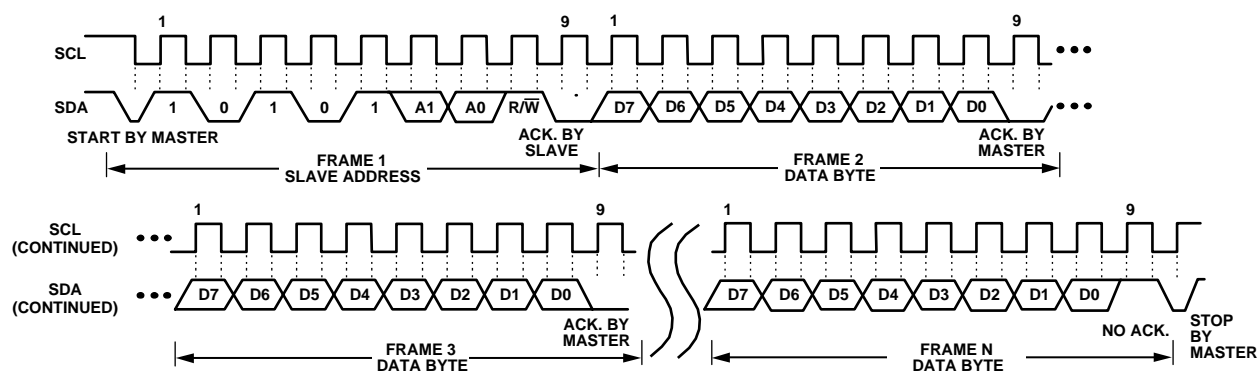 1 9 1 9
SCL
SDA 1 0 1 0 1 A1 A0 R/W̅ D7 D6 D5 D4 D3 D2 D1 D0
START BY MASTER
ACK. BY
SLAVE
ACK. BY
MASTER
FRAME 1
SLAVE ADDRESS
FRAME 2
DATA BYTE
1 9 1 9
SCL
(CONTINUED)
SDA
(CONTINUED)
D7 D6 D5 D4 D3 D2 D1 D0
D7 D6 D5 D4 D3 D2 D1 D0
ACK. BY
MASTER
NO ACK.
STOP
BY
MASTER
FRAME 3
DATA BYTE
FRAME N
DATA BYTE